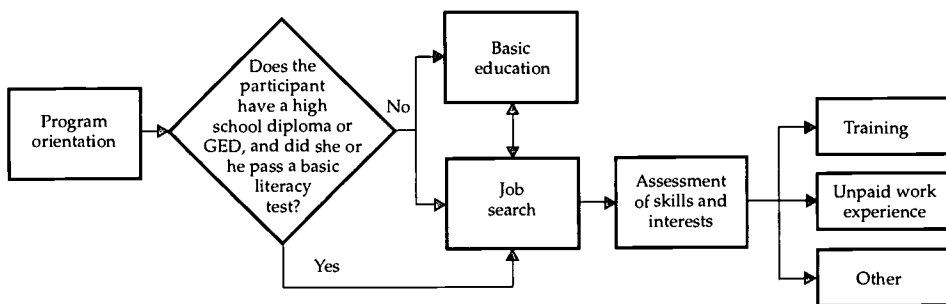 Program
orientation
Does the
participant
have a high
school diploma or
GED, and did she or
he pass a basic
literacy
test?
No
Yes
Basic
education
Job
search
Assessment
of skills and
interests
Training
Unpaid work
experience
Other